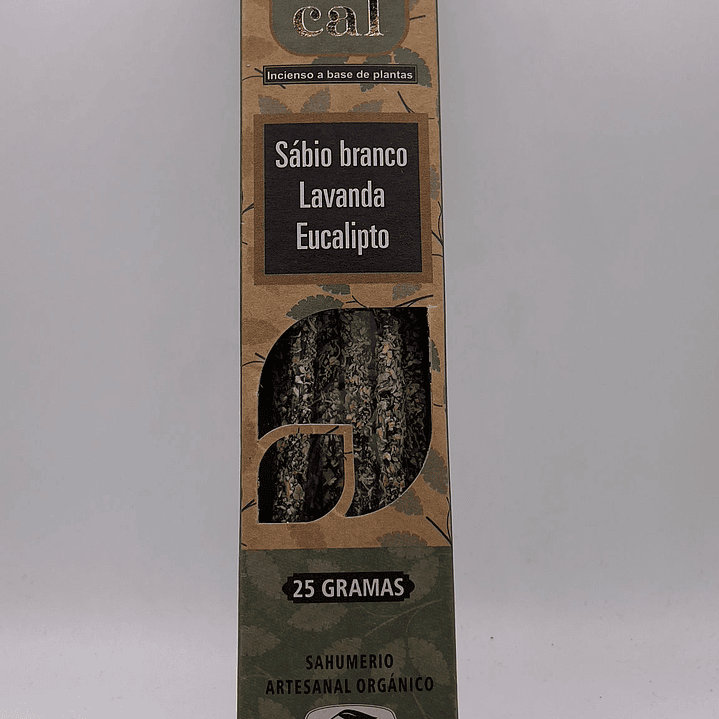 cal
Incienso a base de plantas
Sábio branco
Lavanda
Eucalipto
25 GRAMAS
SAHUMERIO
ARTESANAL ORGÁNICO